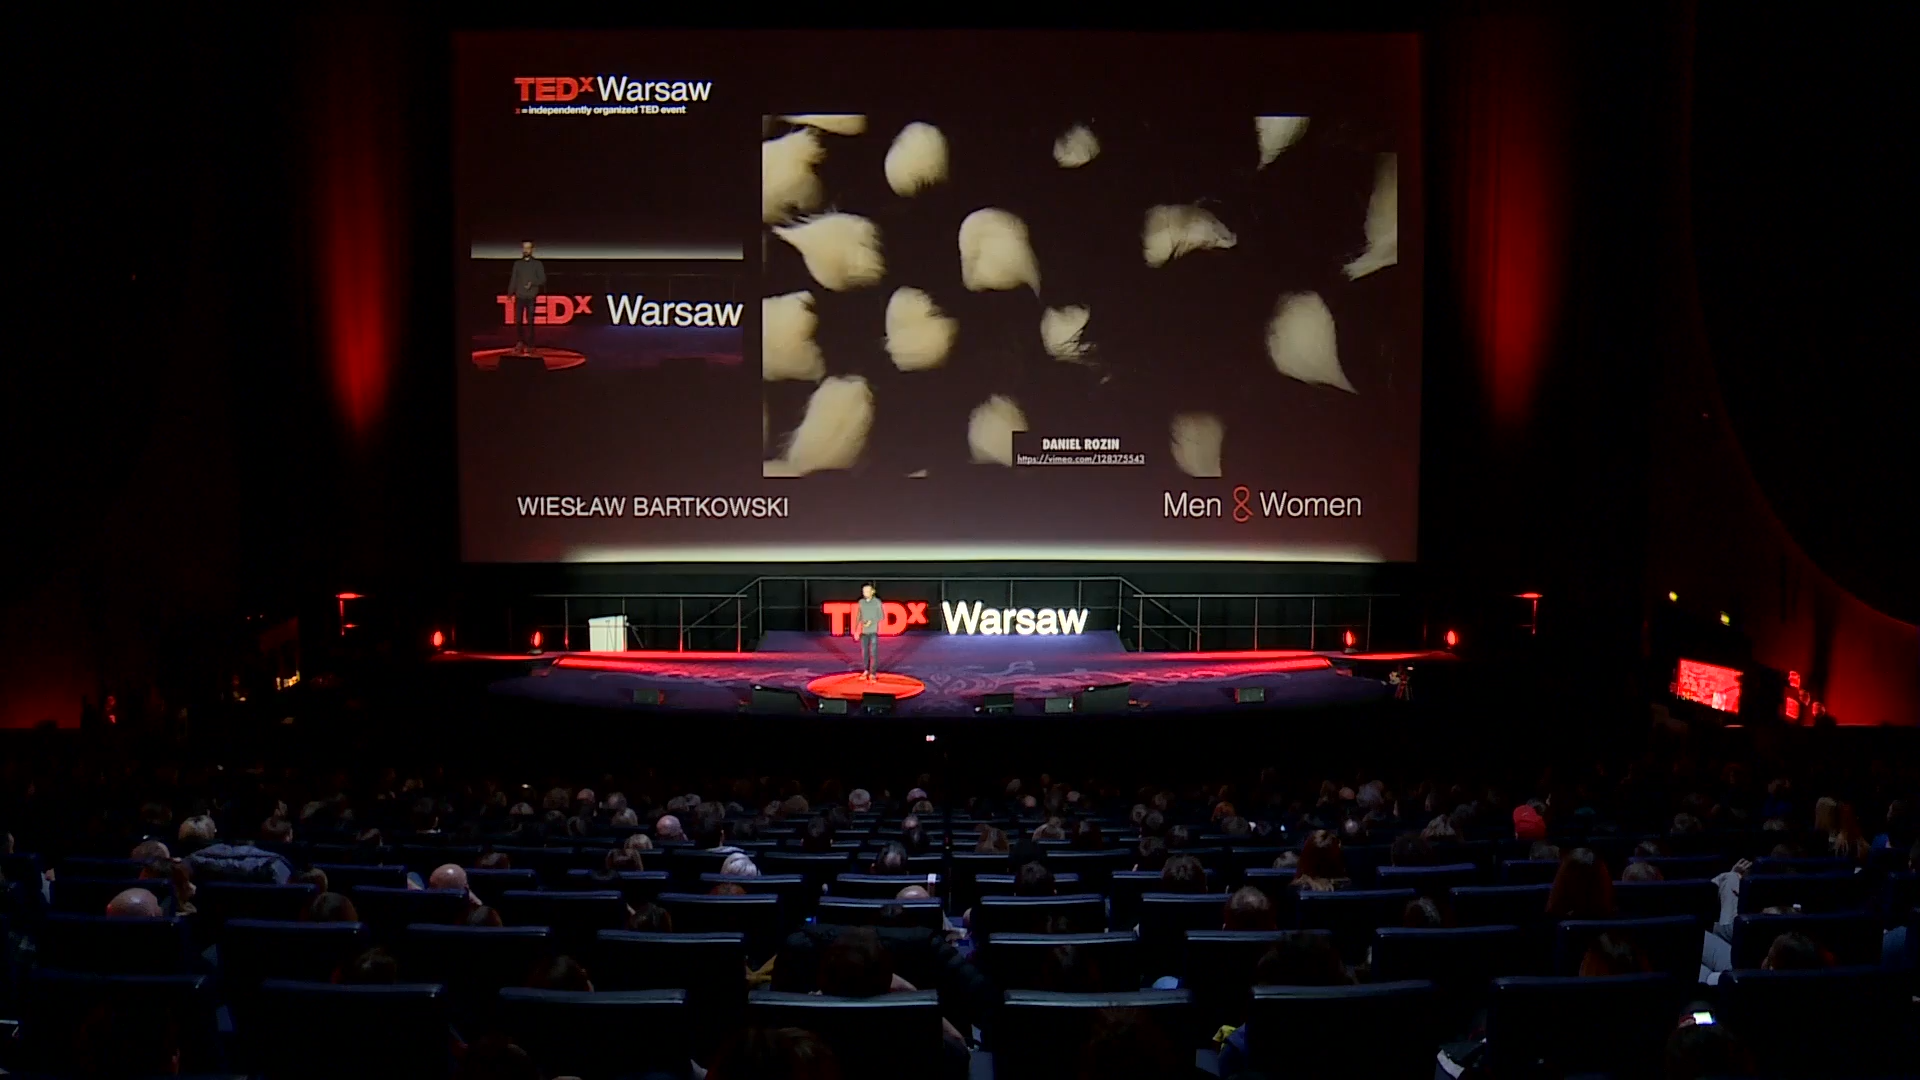 TEDx Warsaw
x = independently organized TED event
TEDx Warsaw
DANIEL ROZIN
https://vimeo.com/128375543
WIESŁAW BARTKOWSKI
Men & Women
TEDx Warsaw